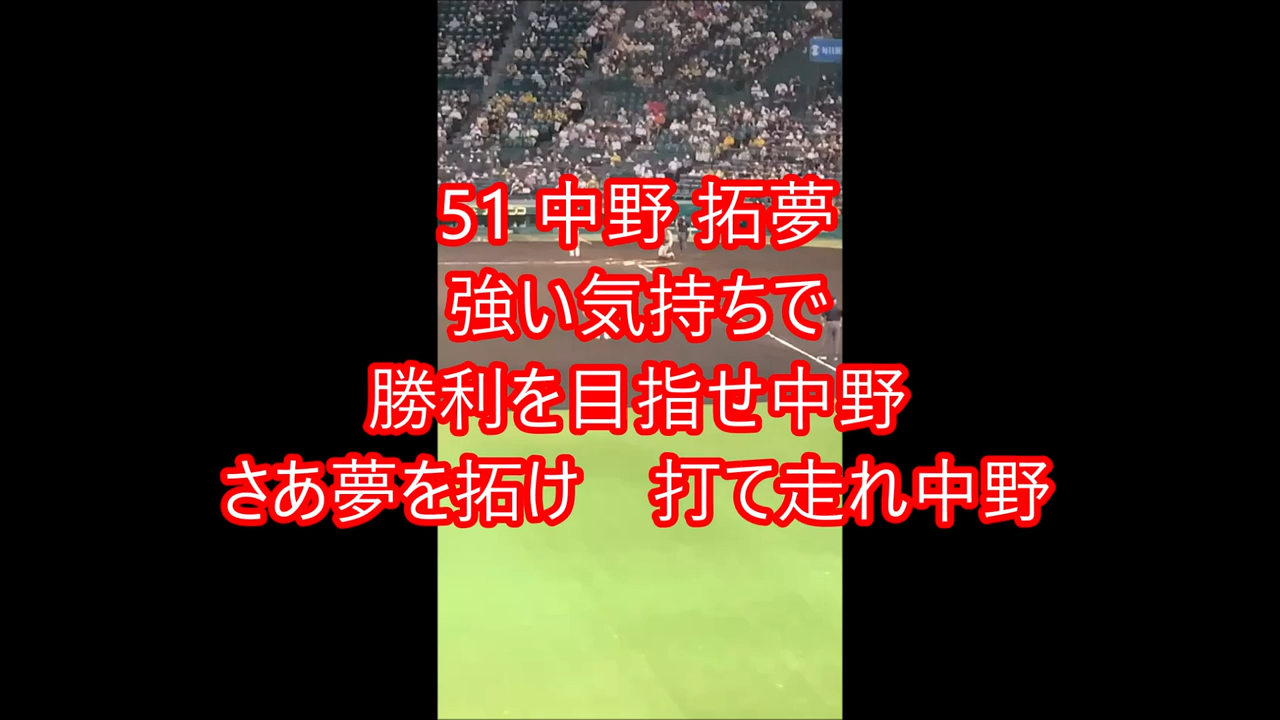 51 中野 拓夢
強い気持ちで
勝利を目指せ中野
さあ夢を拓け　打て走れ中野